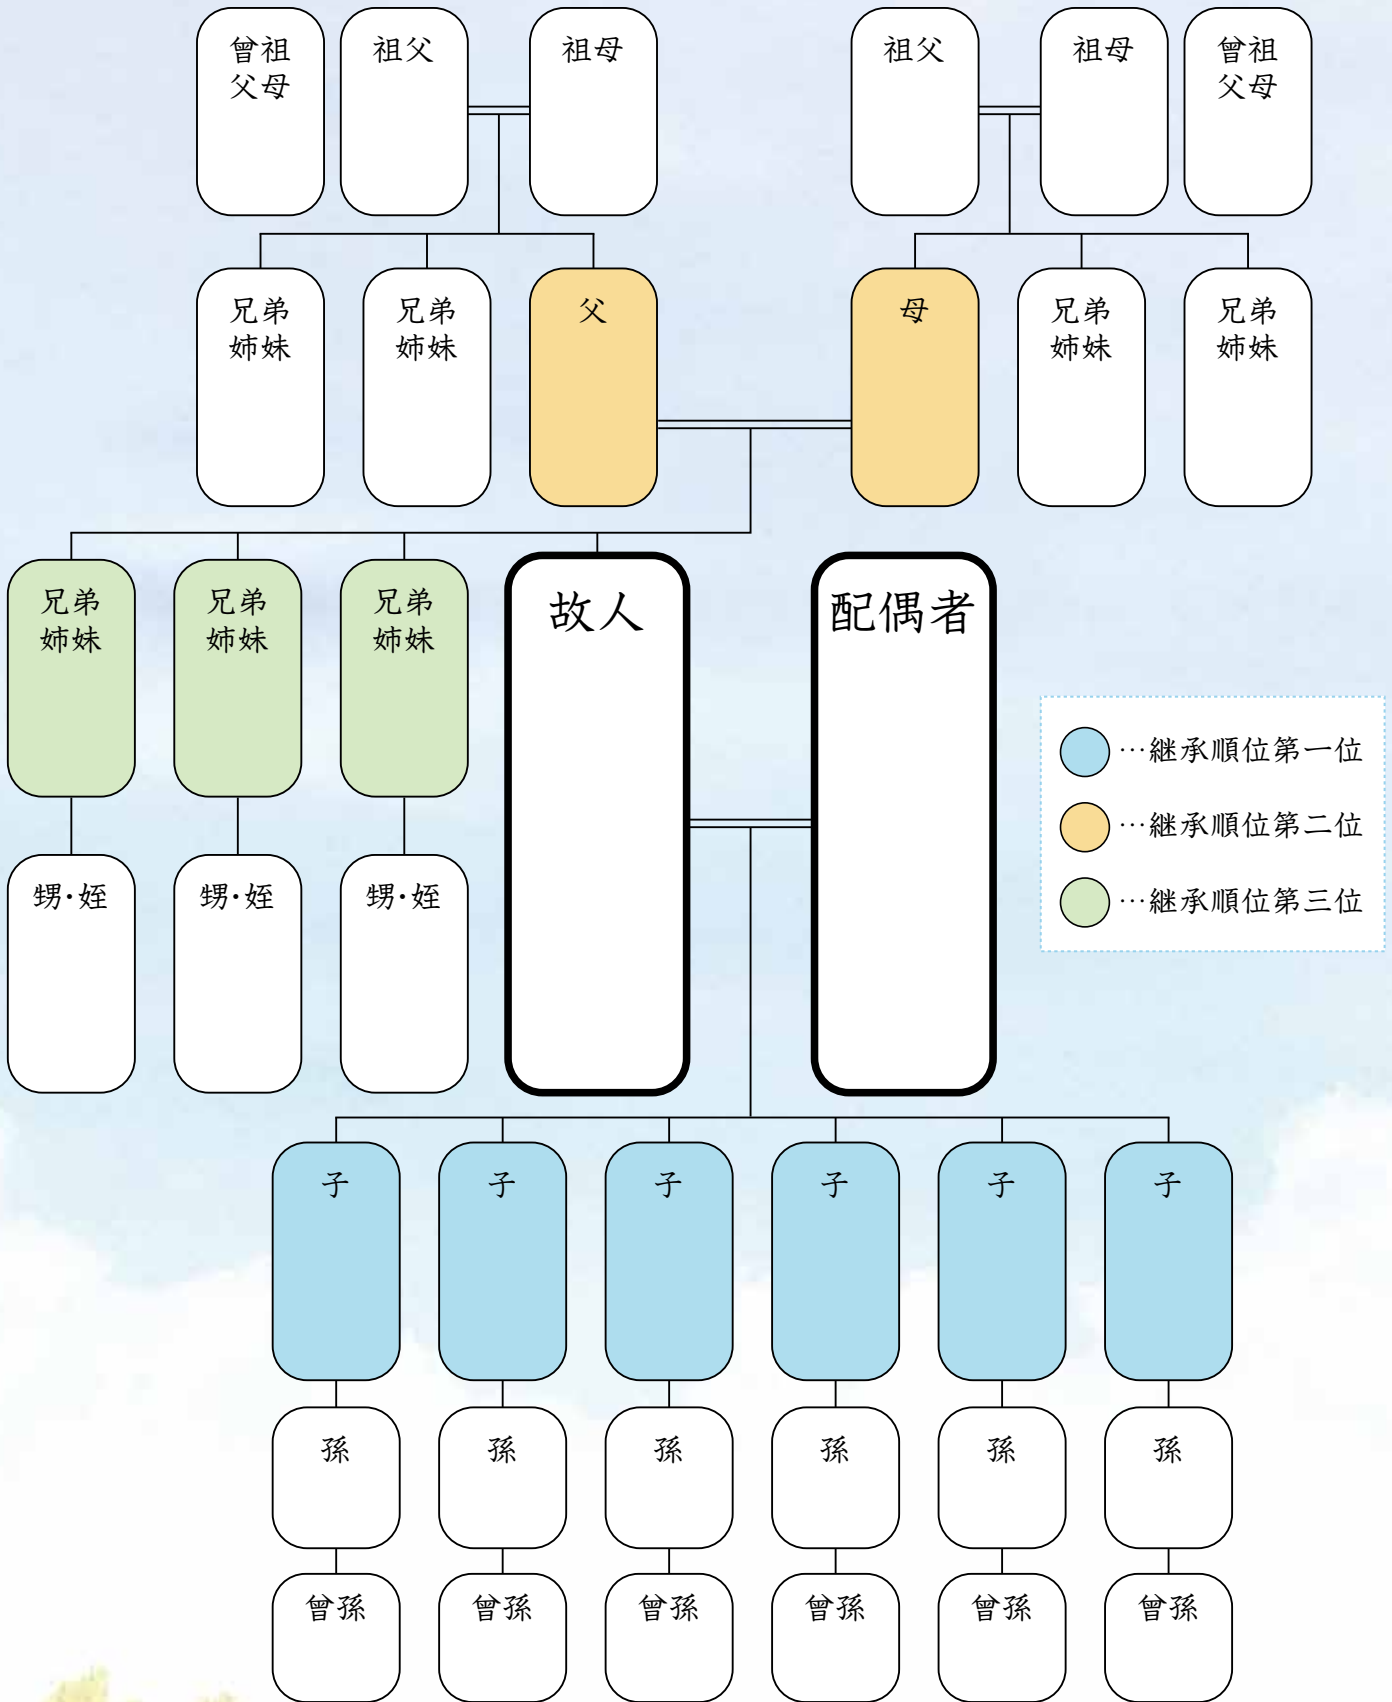 曾祖
父母
祖父
祖母
祖父
祖母
曾祖
父母
兄弟
姉妹
兄弟
姉妹
父
母
兄弟
姉妹
兄弟
姉妹
兄弟
姉妹
兄弟
姉妹
兄弟
姉妹
故人
配偶者
…継承順位第一位
…継承順位第二位
…継承順位第三位
甥・姪
甥・姪
甥・姪
子
子
子
子
子
子
孫
孫
孫
孫
孫
孫
曾孫
曾孫
曾孫
曾孫
曾孫
曾孫